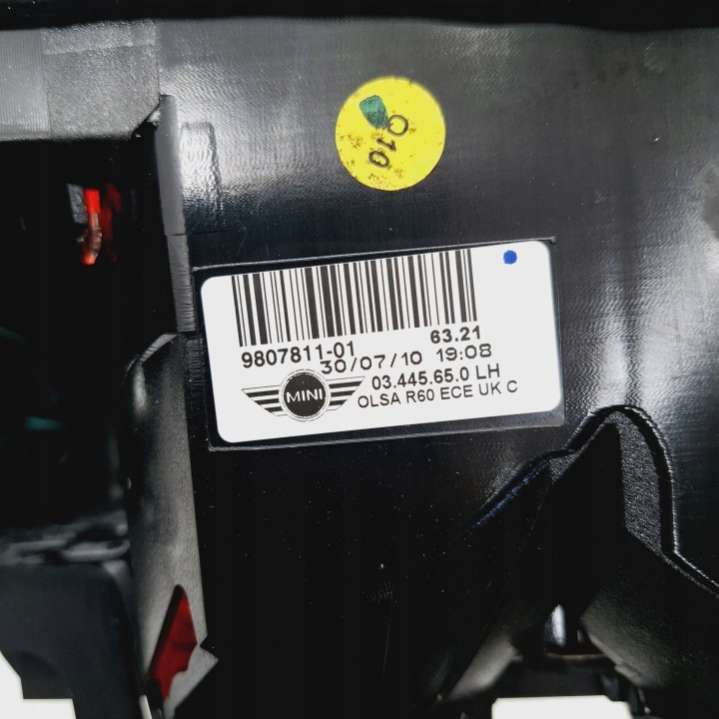 Q10
9807811-01 63.21
30/07/10 19:08
MINI
03.445.65.0 LH
OLSA R60 ECE UK C